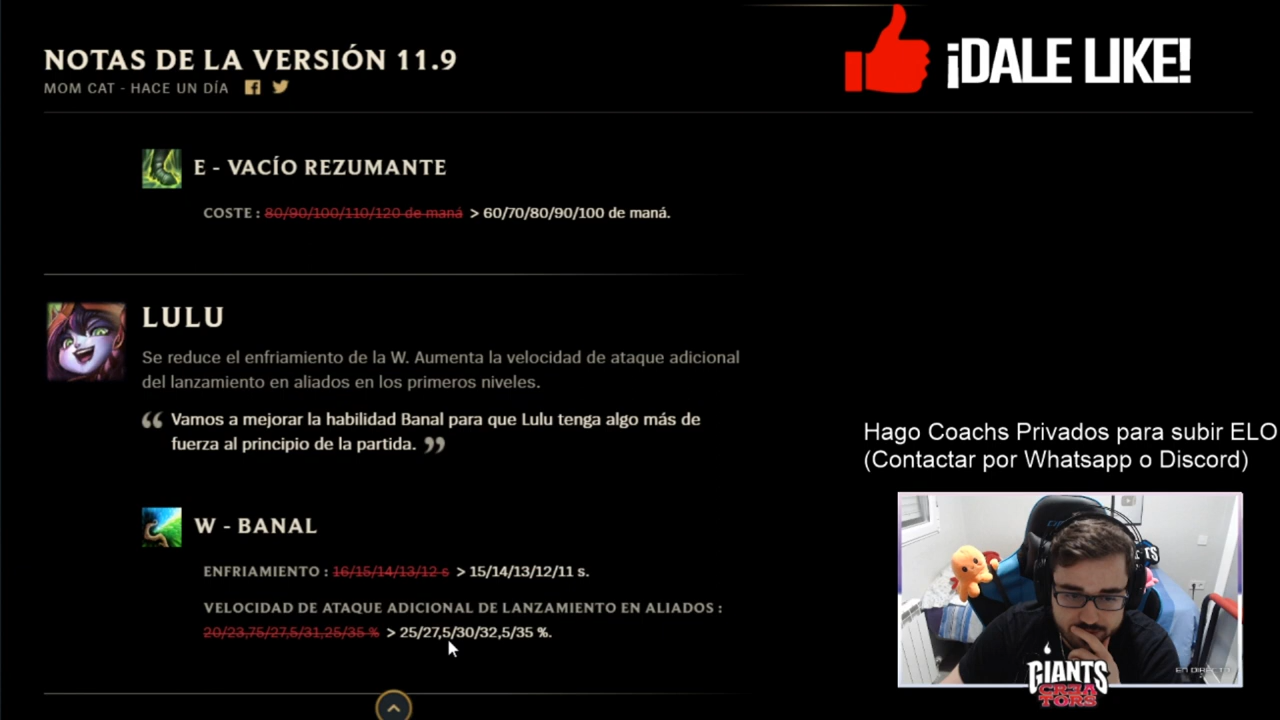 NOTAS DE LA VERSIÓN 11.9
MOM CAT - HACE UN DÍA
¡DALE LIKE!
E - VACÍO REZUMANTE
COSTE : 80/90/100/110/120 de maná > 60/70/80/90/100 de maná.
LULU
Se reduce el enfriamiento de la W. Aumenta la velocidad de ataque adicional
del lanzamiento en aliados en los primeros niveles.
Vamos a mejorar la habilidad Banal para que Lulu tenga algo más de
fuerza al principio de la partida.
W - BANAL
ENFRIAMIENTO : 16/15/14/13/12 s > 15/14/13/12/11 s.
VELOCIDAD DE ATAQUE ADICIONAL DE LANZAMIENTO EN ALIADOS :
20/23,75/27,5/31,25/35 % > 25/27,5/30/32,5/35 %.
Hago Coachs Privados para subir ELO
(Contactar por Whatsapp o Discord)
EN DIRECTO
GIANTS
CREA
TORS